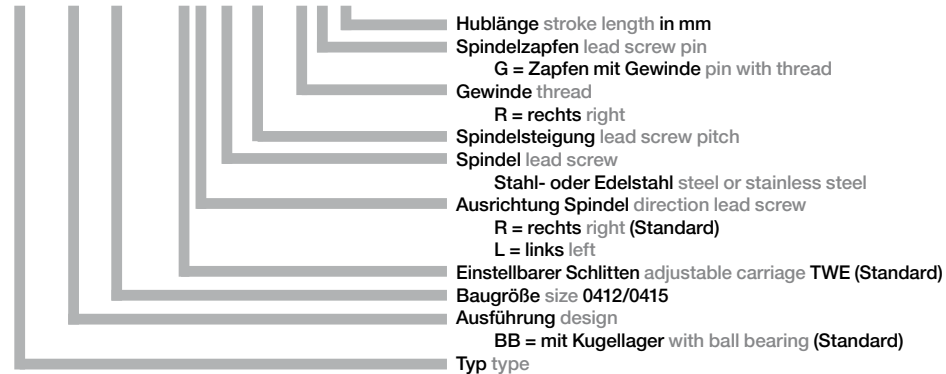 Hublänge stroke length in mm
Spindelzapfen lead screw pin
G = Zapfen mit Gewinde pin with thread
Gewinde thread
R = rechts right
Spindelsteigung lead screw pitch
Spindel lead screw
Stahl- oder Edelstahl steel or stainless steel
Ausrichtung Spindel direction lead screw
R = rechts right (Standard)
L = links left
Einstellbarer Schlitten adjustable carriage TWE (Standard)
Baugröße size 0412/0415
Ausführung design
BB = mit Kugellager with ball bearing (Standard)
Typ type